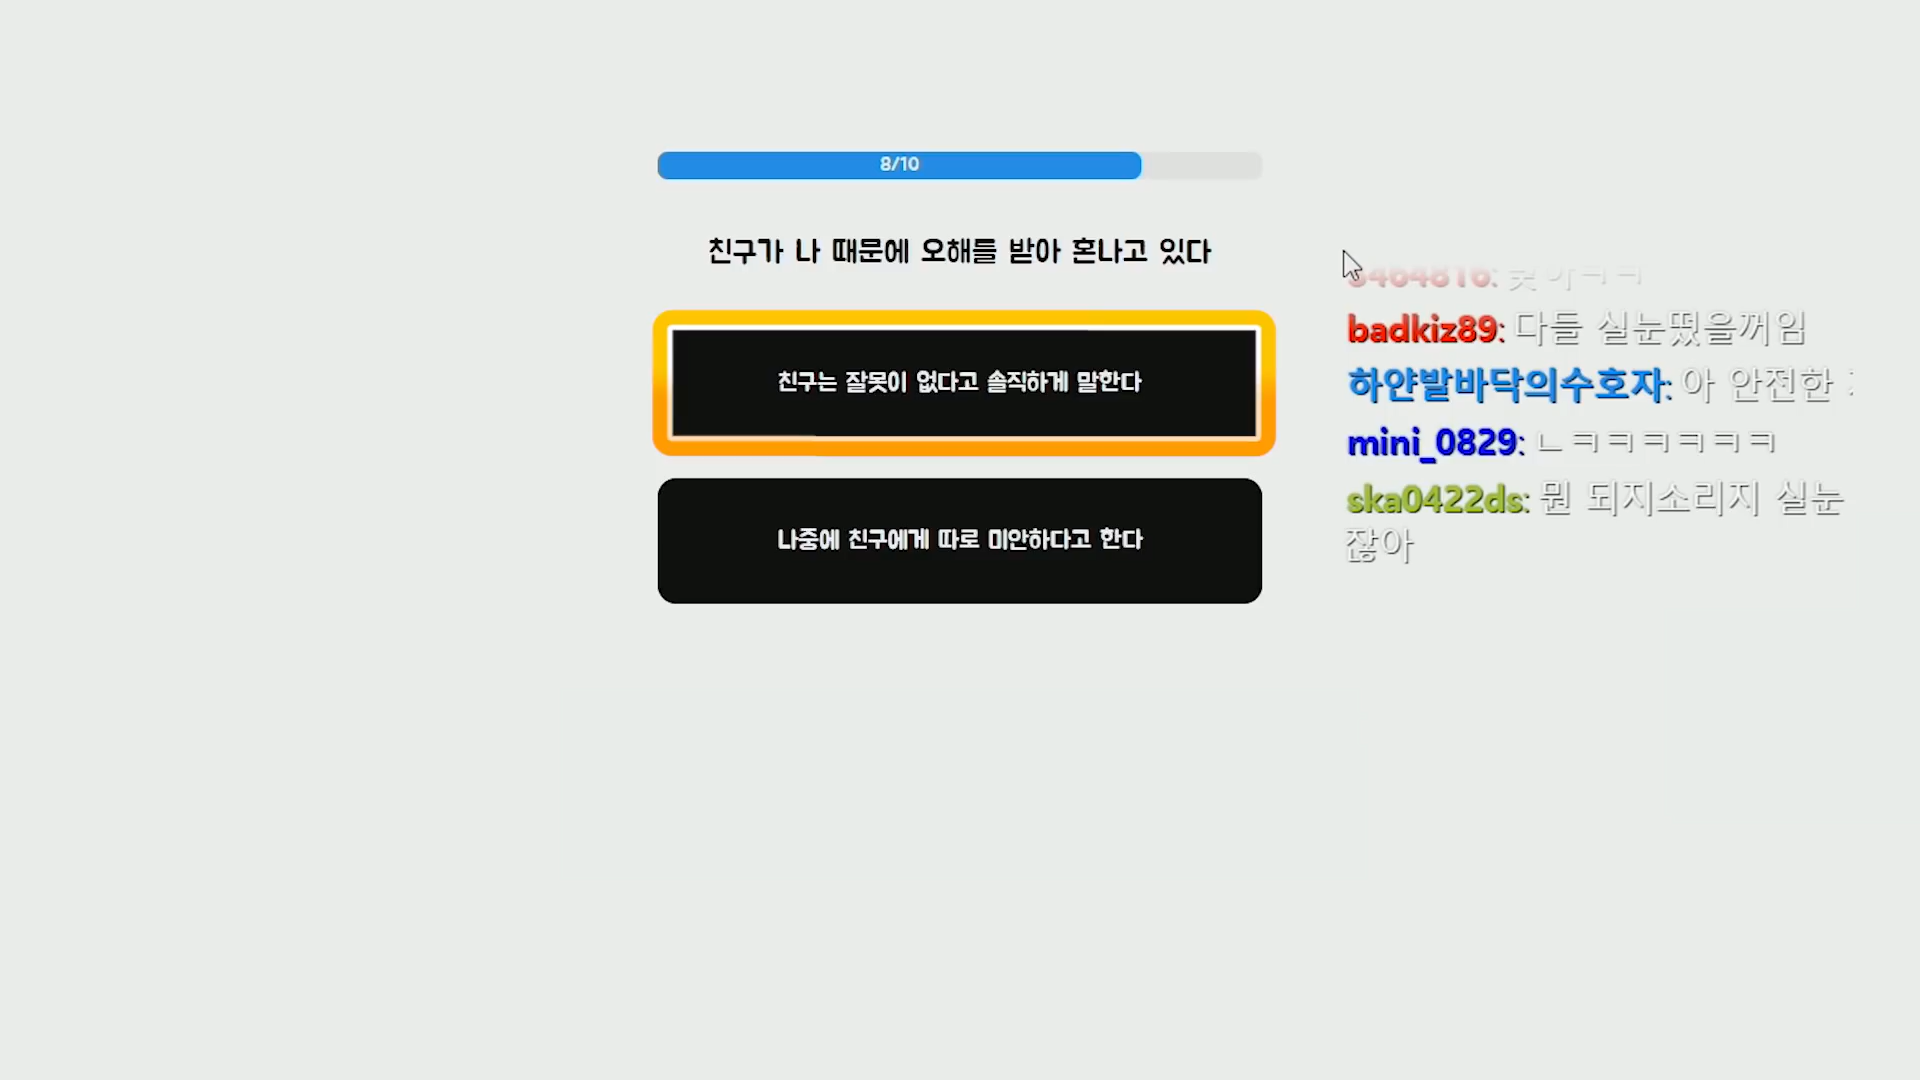 8/10
친구가 나 때문에 오해를 받아 혼나고 있다
친구는 잘못이 없다고 솔직하게 말한다
나중에 친구에게 따로 미안하다고 한다
badkiz89: 다들 실눈떴을꺼임
하얀발바닥의수호자: 아 안전한
mini_0829: ㄴㅋㅋㅋㅋㅋㅋ
ska0422ds: 뭔 되지소리지 실눈
잖아